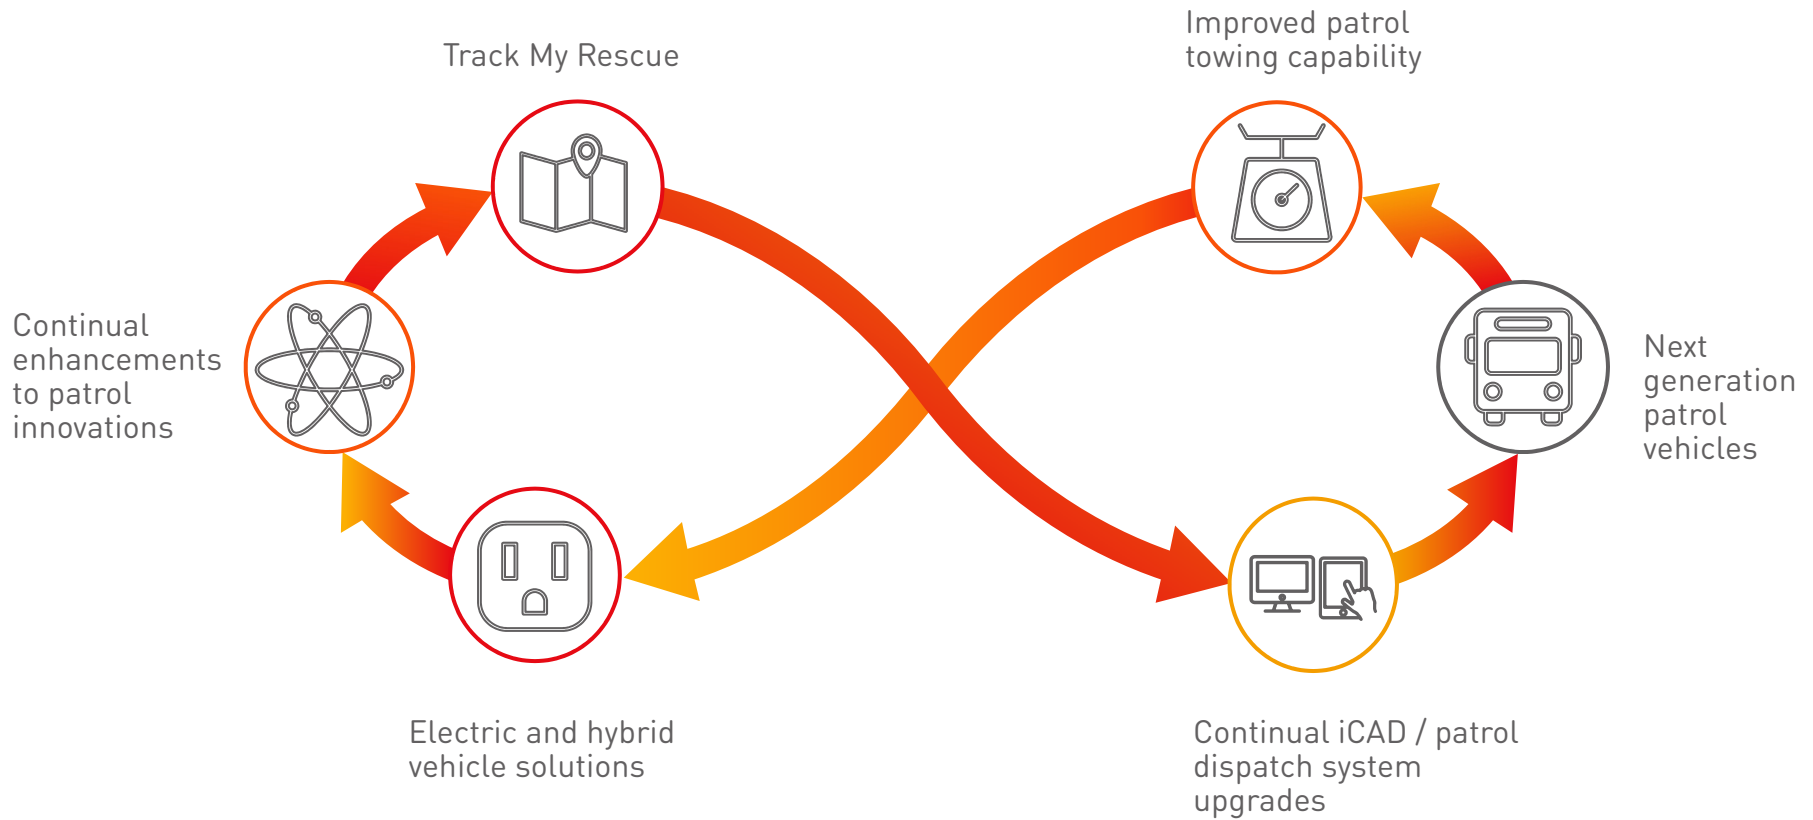 Track My Rescue
Improved patrol
towing capability
Continual
enhancements
to patrol
innovations
Next
generation
patrol
vehicles
Electric and hybrid
vehicle solutions
Continual iCAD / patrol
dispatch system
upgrades